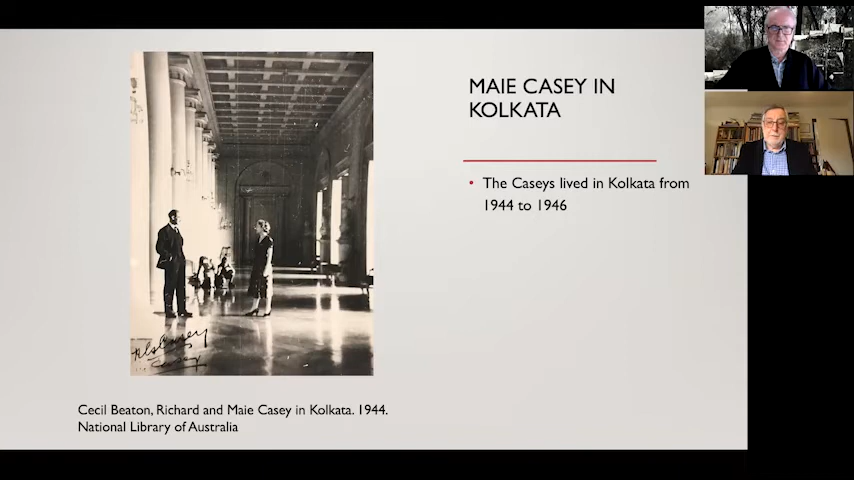 MAIE CASEY IN
KOLKATA
• The Caseys lived in Kolkata from
1944 to 1946
Casey
Cecil Beaton, Richard and Maie Casey in Kolkata. 1944.
National Library of Australia